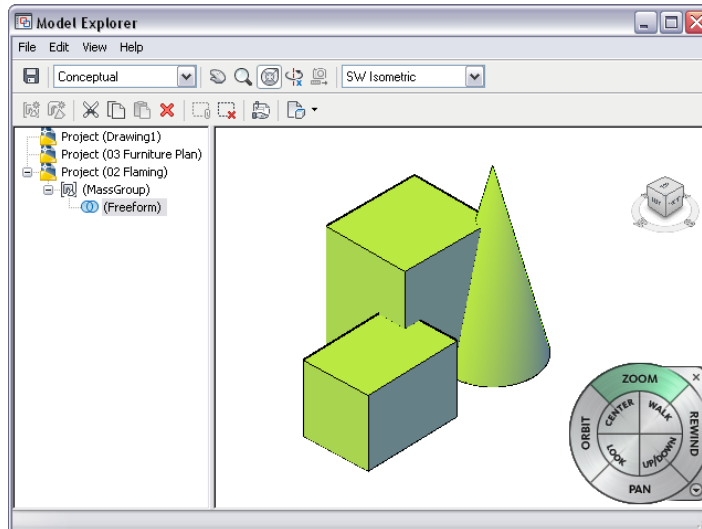 Model Explorer
File Edit View Help
Conceptual SW Isometric
Project (Drawing1)
Project (03 Furniture Plan)
Project (02 Flaming)
(MassGroup)
(Freeform)
ZOOM
CENTER WALK
ORBIT REWIND
LOOK UP/DOWN
PAN